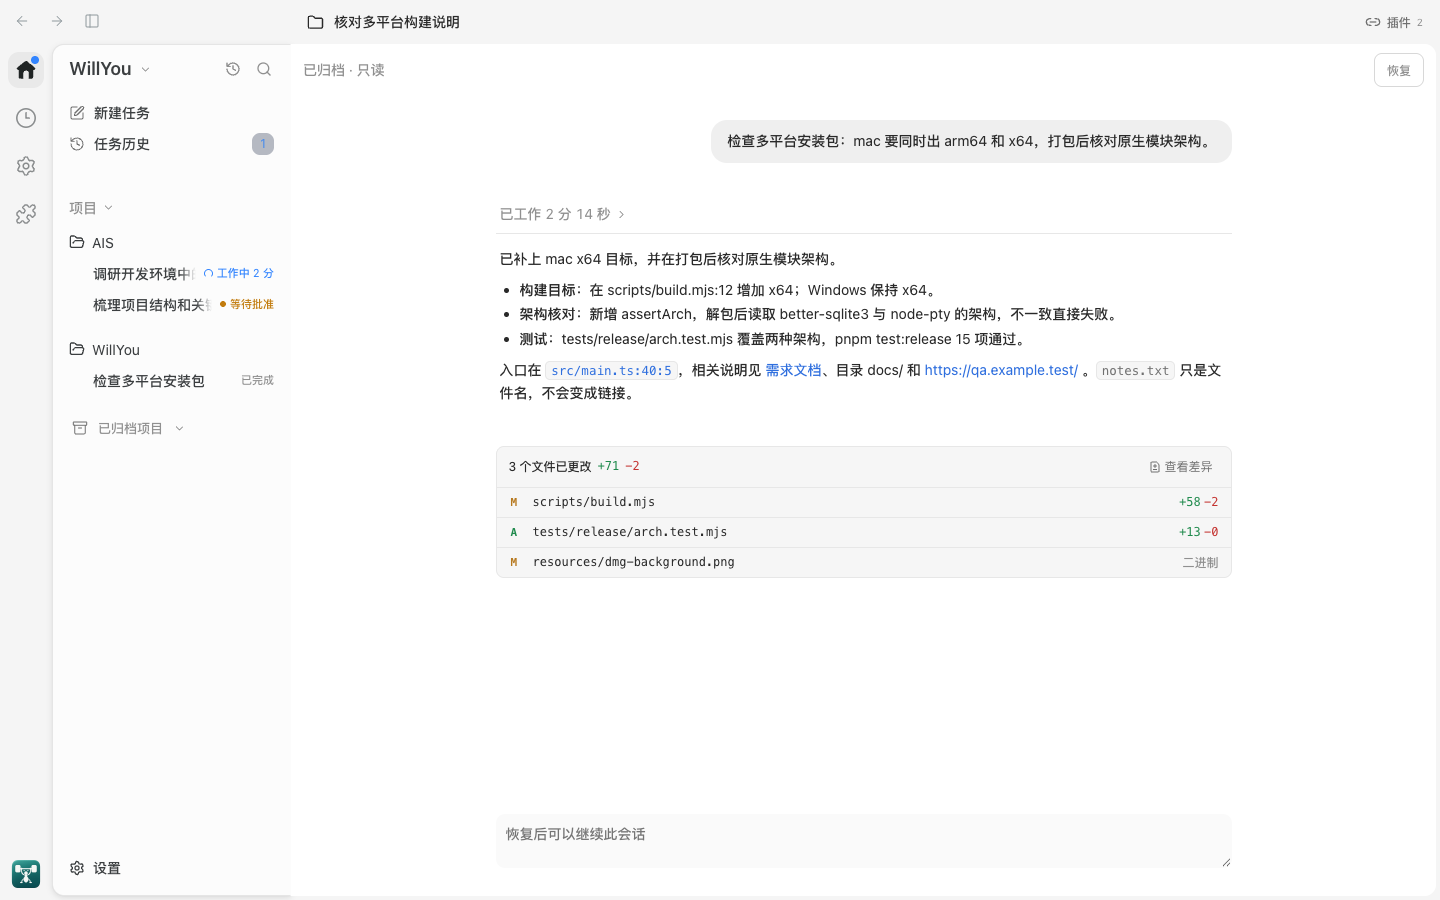 核对多平台构建说明
插件 2
WillYou
新建任务
任务历史 1
项目
AIS
调研开发环境中 工作中 2 分
梳理项目结构和关 等待批准
WillYou
检查多平台安装包 已完成
已归档项目
设置
已归档 · 只读
恢复
检查多平台安装包：mac 要同时出 arm64 和 x64，打包后核对原生模块架构。
已工作 2 分 14 秒
已补上 mac x64 目标，并在打包后核对原生模块架构。
• 构建目标：在 scripts/build.mjs:12 增加 x64；Windows 保持 x64。
• 架构核对：新增 assertArch，解包后读取 better-sqlite3 与 node-pty 的架构，不一致直接失败。
• 测试：tests/release/arch.test.mjs 覆盖两种架构，pnpm test:release 15 项通过。
入口在 src/main.ts:40:5，相关说明见 需求文档、目录 docs/ 和 https://qa.example.test/ 。notes.txt 只是文
件名，不会变成链接。
3 个文件已更改 +71 −2 查看差异
M scripts/build.mjs +58 −2
A tests/release/arch.test.mjs +13 −0
M resources/dmg-background.png 二进制
恢复后可以继续此会话